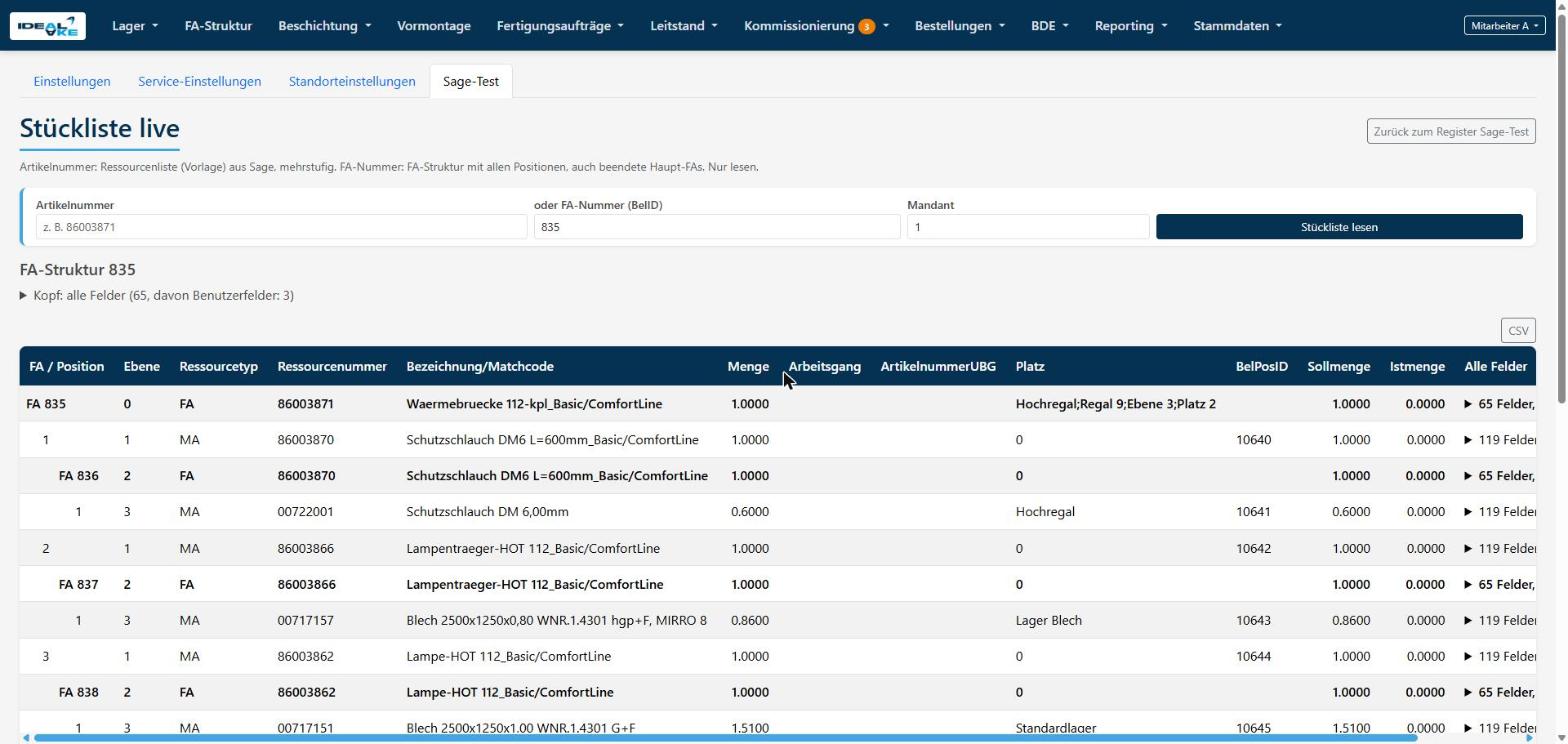 IDEAL AKE
Lager FA-Struktur Beschichtung Vormontage Fertigungsaufträge Leitstand Kommissionierung 3 Bestellungen BDE Reporting Stammdaten Mitarbeiter A
Einstellungen Service-Einstellungen Standorteinstellungen Sage-Test
Stückliste live Zurück zum Register Sage-Test
Artikelnummer: Ressourcenliste (Vorlage) aus Sage, mehrstufig. FA-Nummer: FA-Struktur mit allen Positionen, auch beendete Haupt-FAs. Nur lesen.
Artikelnummer oder FA-Nummer (BelID) Mandant
z. B. 86003871 835 1 Stückliste lesen
FA-Struktur 835
Kopf: alle Felder (65, davon Benutzerfelder: 3)
CSV
FA / Position Ebene Ressourcetyp Ressourcenummer Bezeichnung/Matchcode Menge Arbeitsgang ArtikelnummerUBG Platz BelPosID Sollmenge Istmenge Alle Felder
FA 835 0 FA 86003871 Waermebruecke 112-kpl_Basic/ComfortLine 1.0000 Hochregal;Regal 9;Ebene 3;Platz 2 1.0000 0.0000 65 Felder,
1 1 MA 86003870 Schutzschlauch DM6 L=600mm_Basic/ComfortLine 1.0000 0 10640 1.0000 0.0000 119 Felder
FA 836 2 FA 86003870 Schutzschlauch DM6 L=600mm_Basic/ComfortLine 1.0000 0 1.0000 0.0000 65 Felder,
1 3 MA 00722001 Schutzschlauch DM 6,00mm 0.6000 Hochregal 10641 0.6000 0.0000 119 Felder
2 1 MA 86003866 Lampentraeger-HOT 112_Basic/ComfortLine 1.0000 0 10642 1.0000 0.0000 119 Felder
FA 837 2 FA 86003866 Lampentraeger-HOT 112_Basic/ComfortLine 1.0000 0 1.0000 0.0000 65 Felder,
1 3 MA 00717157 Blech 2500x1250x0,80 WNR.1.4301 hgp+F, MIRRO 8 0.8600 Lager Blech 10643 0.8600 0.0000 119 Felder
3 1 MA 86003862 Lampe-HOT 112_Basic/ComfortLine 1.0000 0 10644 1.0000 0.0000 119 Felder
FA 838 2 FA 86003862 Lampe-HOT 112_Basic/ComfortLine 1.0000 0 1.0000 0.0000 65 Felder,
1 3 MA 00717151 Blech 2500x1250x1.00 WNR.1.4301 G+F 1.5100 Standardlager 10645 1.5100 0.0000 119 Felder